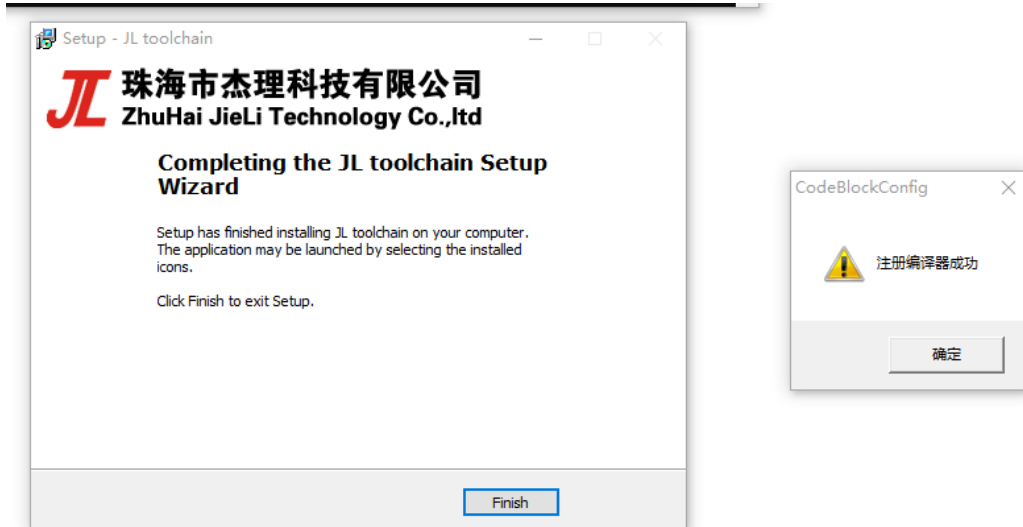 Setup - JL toolchain
JL 珠海市杰理科技有限公司
ZhuHai JieLi Technology Co.,ltd
Completing the JL toolchain Setup
Wizard
Setup has finished installing JL toolchain on your computer.
The application may be launched by selecting the installed
icons.
Click Finish to exit Setup.
Finish
CodeBlockConfig
注册编译器成功
确定